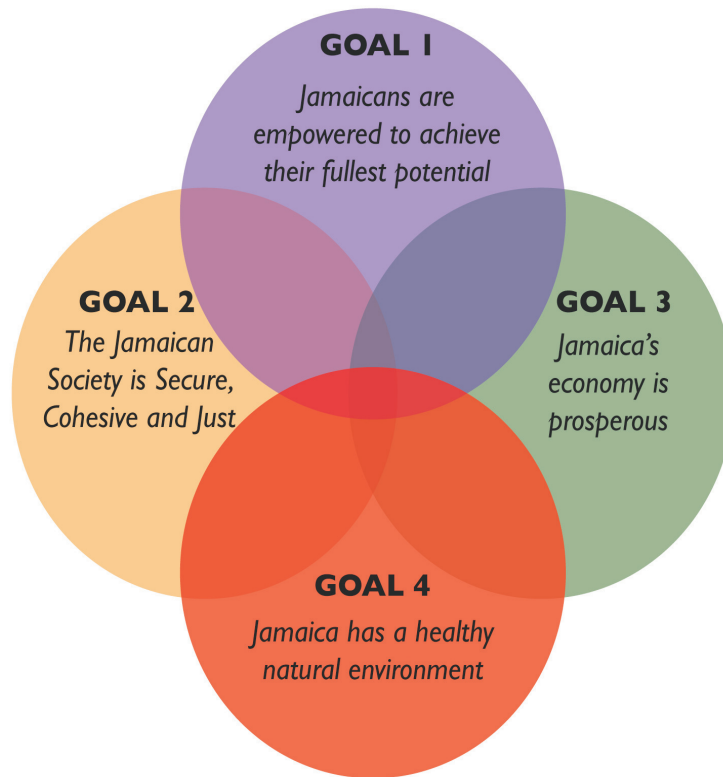 GOAL 1
Jamaicans are
empowered to achieve
their fullest potential
GOAL 2
The Jamaican
Society is Secure,
Cohesive and Just
GOAL 3
Jamaica’s
economy is
prosperous
GOAL 4
Jamaica has a healthy
natural environment